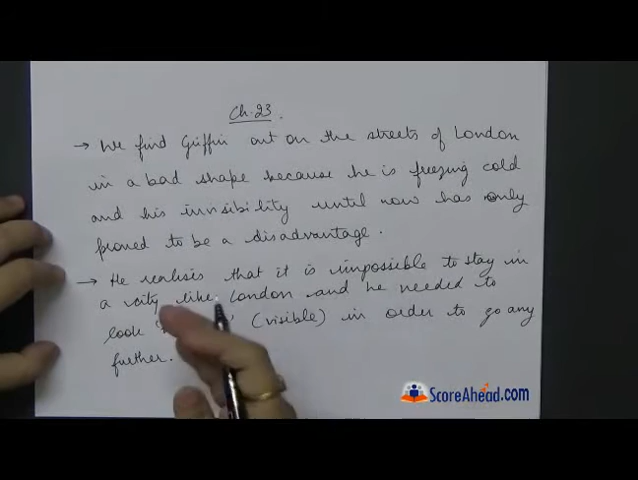 Ch.23.
→ We find Griffin out on the streets of London
in a bad shape because he is freezing cold
and his invisibility until now has only
proved to be a disadvantage.
→ He realises that it is impossible to stay in
a city like London and he needed to
look (visible) in order to go any
further.
ScoreAhead.com